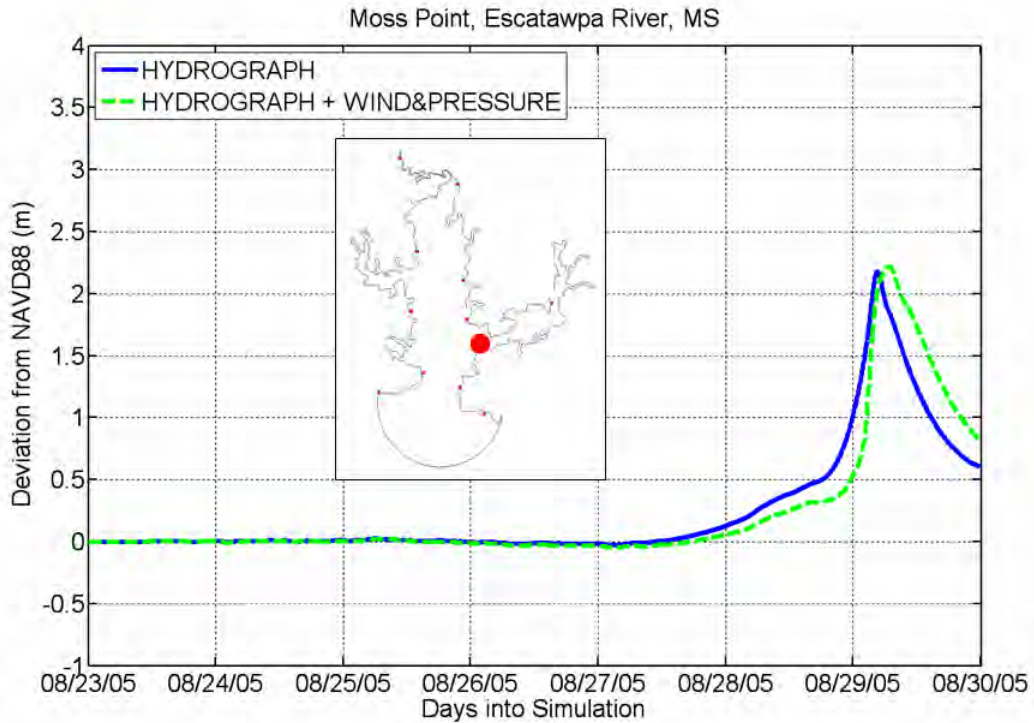 Moss Point, Escatawpa River, MS
HYDROGRAPH
HYDROGRAPH + WIND&PRESSURE
Deviation from NAVD88 (m)
4
3.5
3
2.5
2
1.5
1
0.5
0
-0.5
-1
08/23/05 08/24/05 08/25/05 08/26/05 08/27/05 08/28/05 08/29/05 08/30/05
Days into Simulation